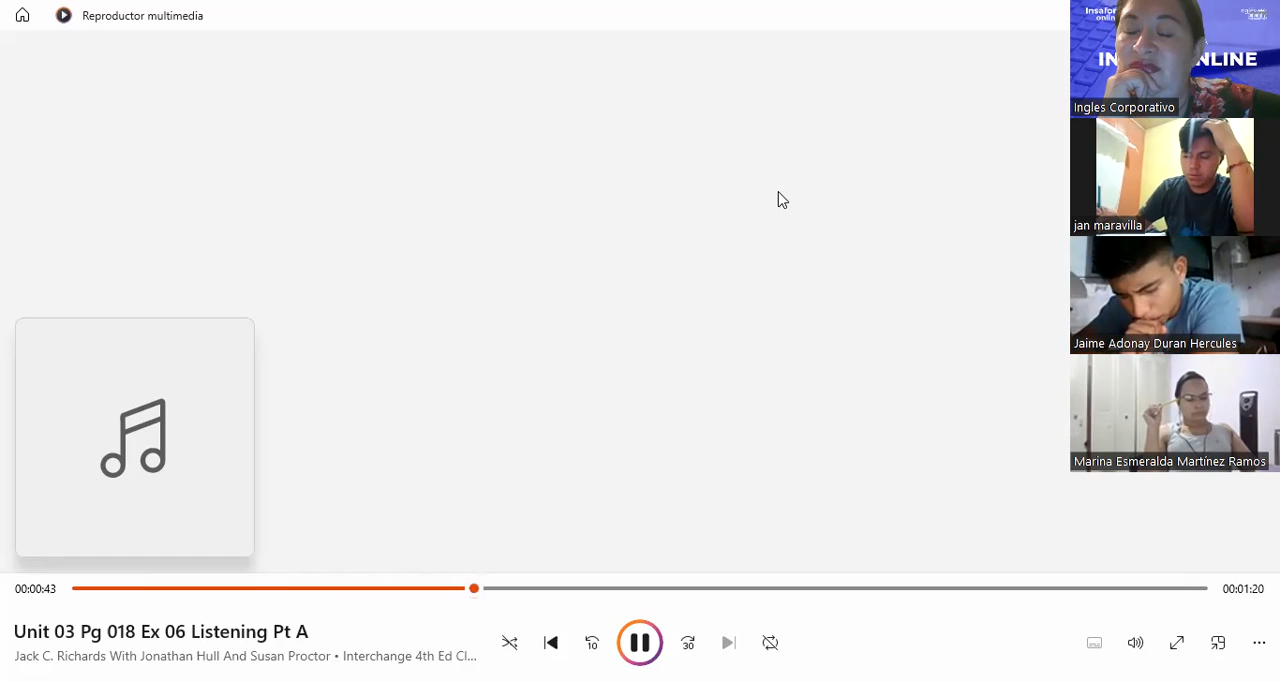 Reproductor multimedia
Insafor
online
NLINE
Ingles Corporativo
jan maravilla
Jaime Adonay Duran Hercules
Marina Esmeralda Martínez Ramos
00:00:43
00:01:20
Unit 03 Pg 018 Ex 06 Listening Pt A
Jack C. Richards With Jonathan Hull And Susan Proctor • Interchange 4th Ed Cl...
10
30